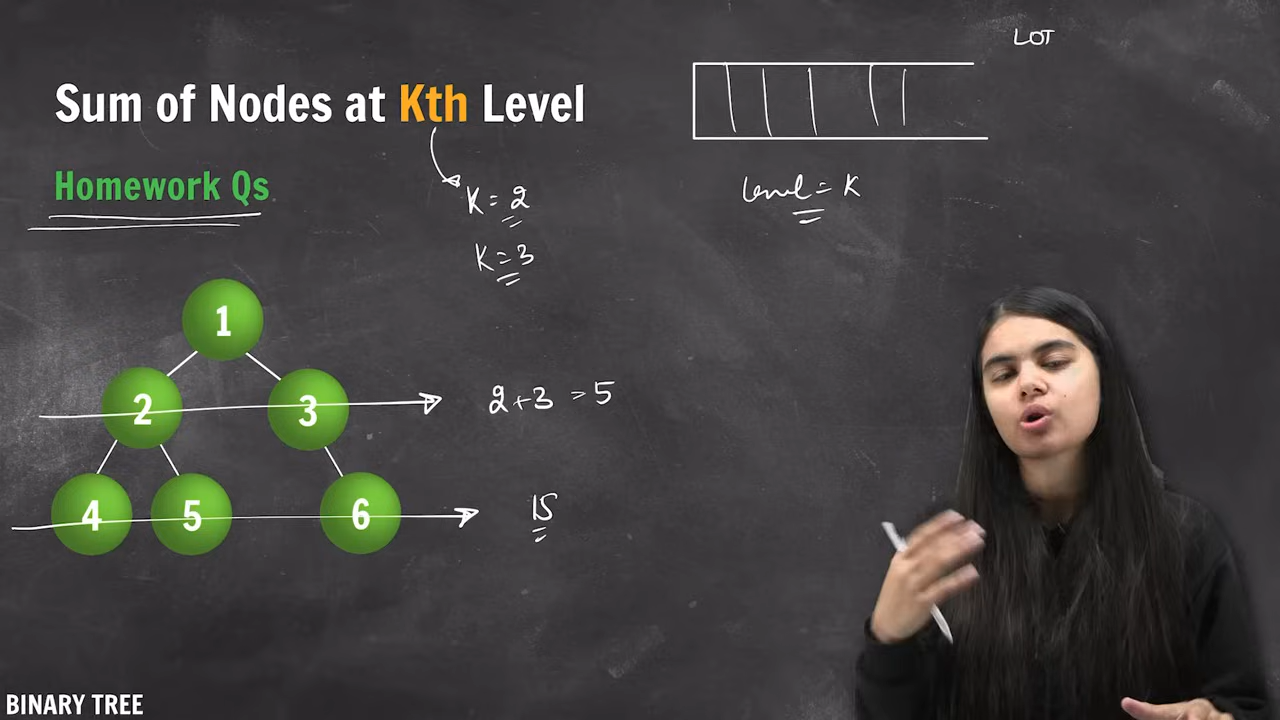 LOT
Sum of Nodes at Kth Level
Homework Qs
K = 2
K = 3
level = K
1
2 3
2+3 = 5
4 5 6
15
BINARY TREE